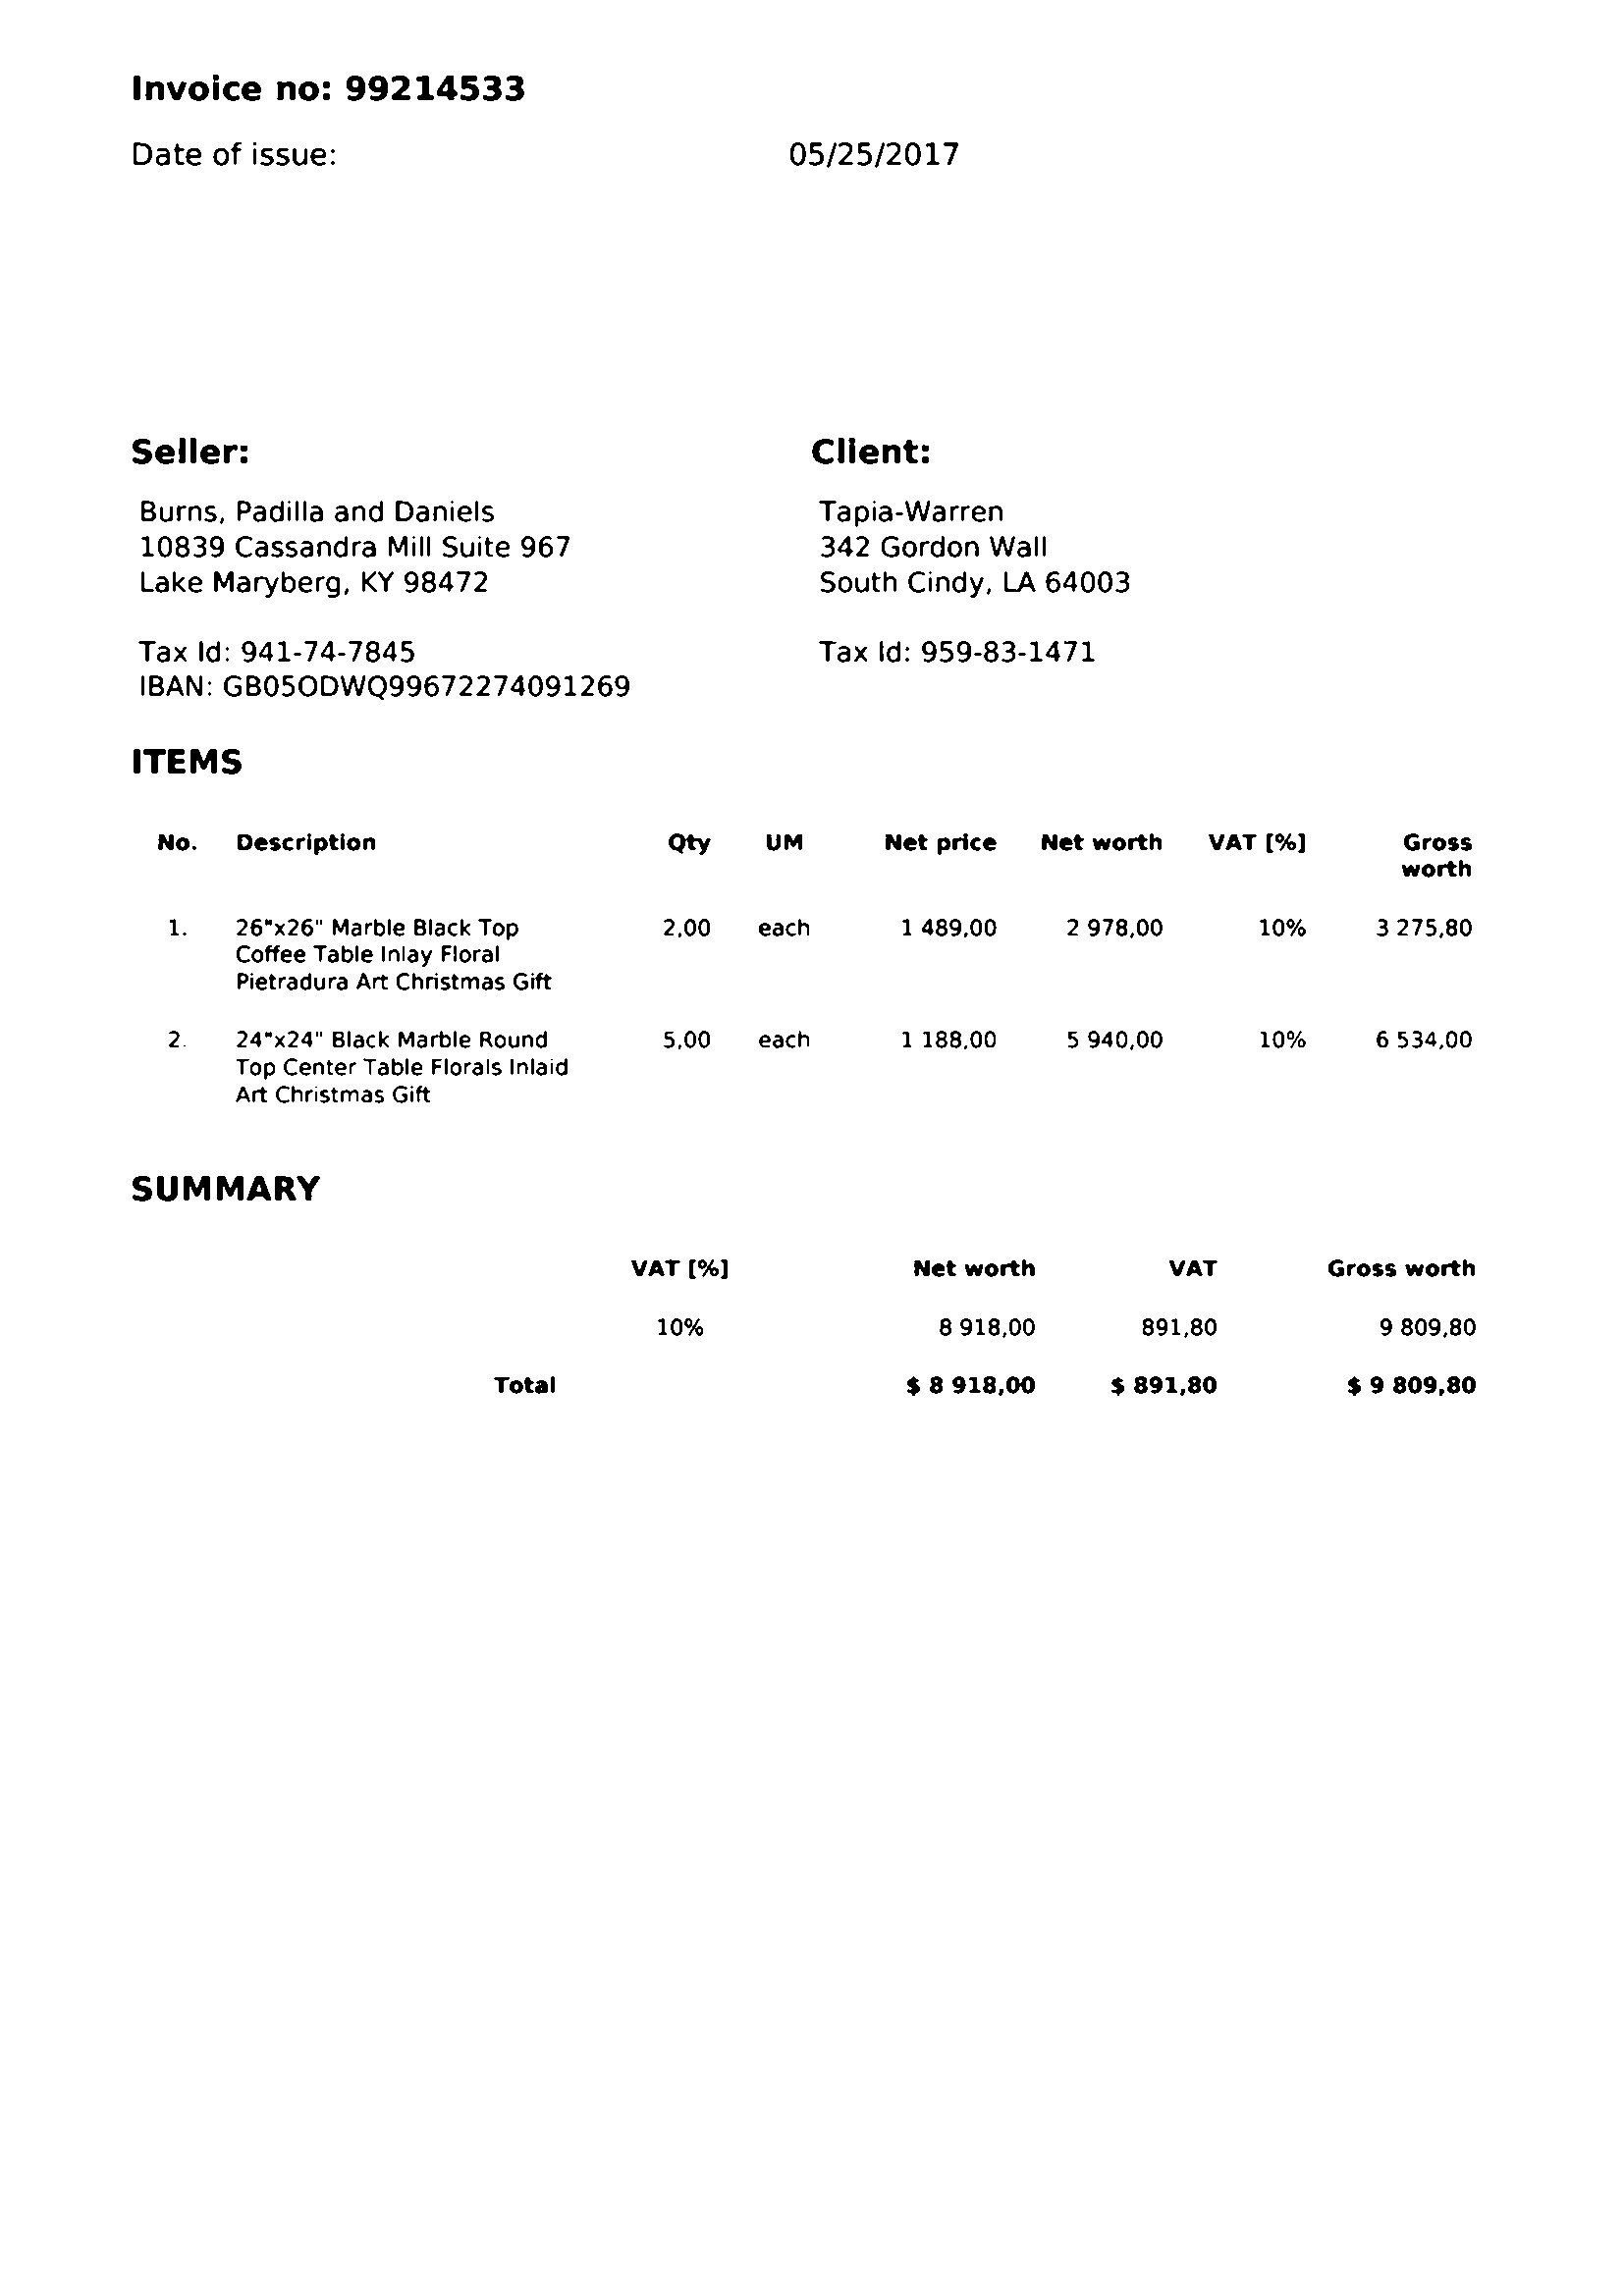 Invoice no: 99214533
Date of issue: 05/25/2017
Seller:
Burns, Padilla and Daniels
10839 Cassandra Mill Suite 967
Lake Maryberg, KY 98472
Tax Id: 941-74-7845
IBAN: GB05ODWQ99672274091269
Client:
Tapia-Warren
342 Gordon Wall
South Cindy, LA 64003
Tax Id: 959-83-1471
ITEMS
No. Description Qty UM Net price Net worth VAT [%] Gross
worth
1. 26"x26" Marble Black Top 2,00 each 1 489,00 2 978,00 10% 3 275,80
Coffee Table Inlay Floral
Pietradura Art Christmas Gift
2. 24"x24" Black Marble Round 5,00 each 1 188,00 5 940,00 10% 6 534,00
Top Center Table Florals Inlaid
Art Christmas Gift
SUMMARY
VAT [%] Net worth VAT Gross worth
10% 8 918,00 891,80 9 809,80
Total $ 8 918,00 $ 891,80 $ 9 809,80